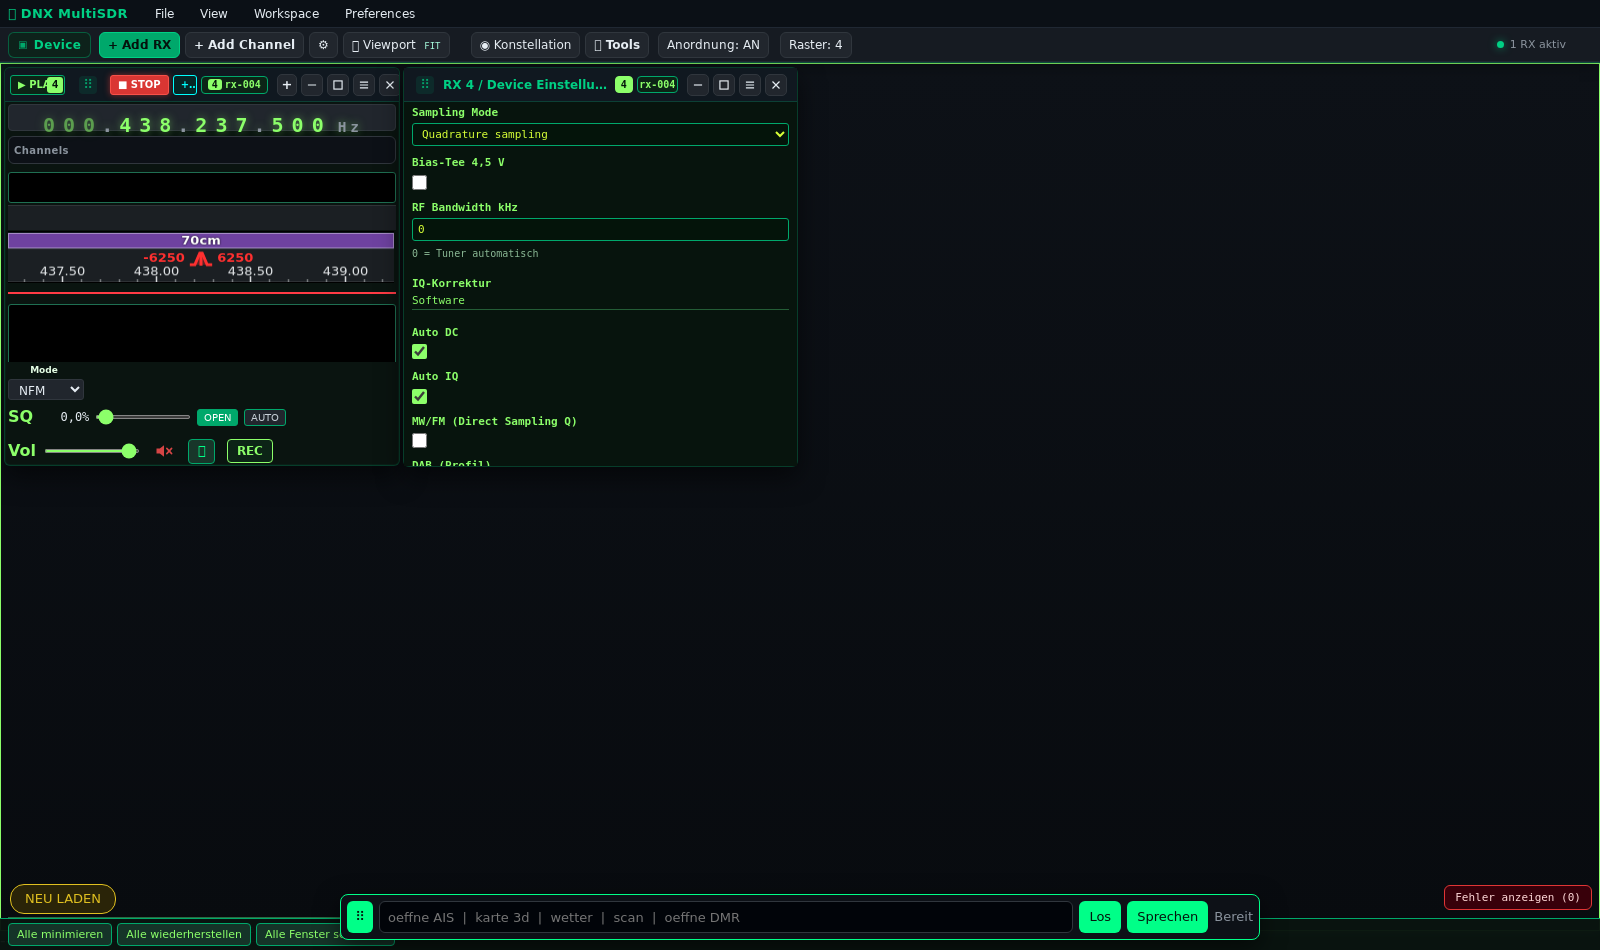 DNX MultiSDR File View Workspace Preferences
Device + Add RX + Add Channel Viewport FIT Konstellation Tools Anordnung: AN Raster: 4 1 RX aktiv
4 STOP +.. 4 rx-004 + RX 4 / Device Einstellu... 4 rx-004
000.438.237.500 Hz
Channels
70cm
-6250 6250
437.50 438.00 438.50 439.00
Mode
NFM
SQ 0,0% OPEN AUTO
Vol REC
Sampling Mode
Quadrature sampling
Bias-Tee 4,5 V
RF Bandwidth kHz
0
0 = Tuner automatisch
IQ-Korrektur
Software
Auto DC
Auto IQ
MW/FM (Direct Sampling Q)
DAB (Profil)
NEU LADEN
oeffne AIS | karte 3d | wetter | scan | oeffne DMR Los Sprechen Bereit
Fehler anzeigen (0)
Alle minimieren Alle wiederherstellen Alle Fenster